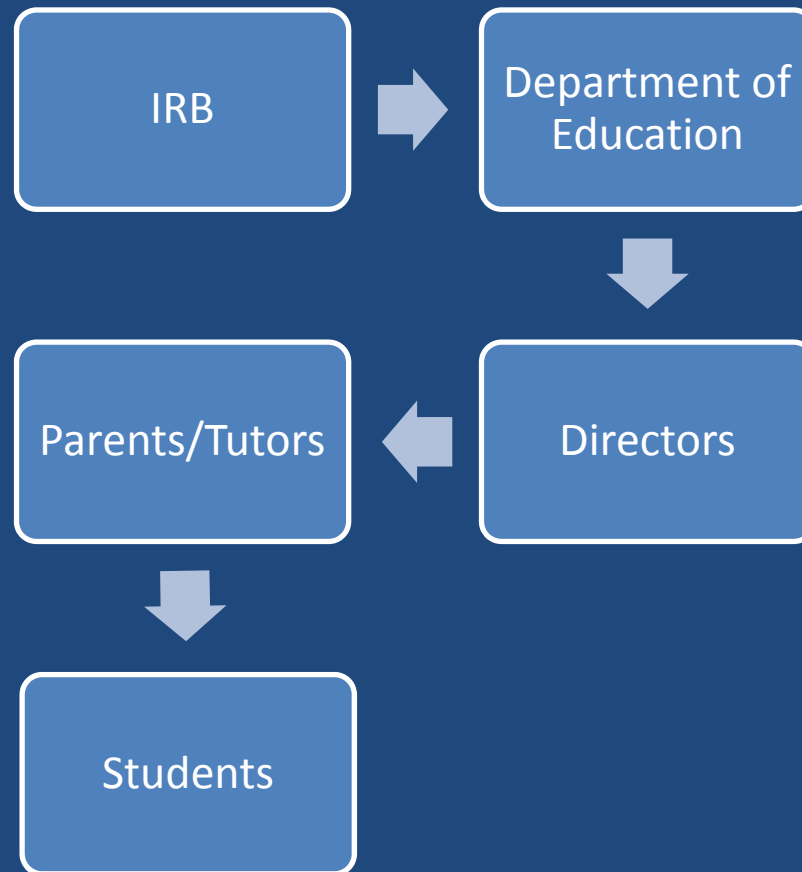 IRB
Department of
Education
Directors
Parents/Tutors
Students